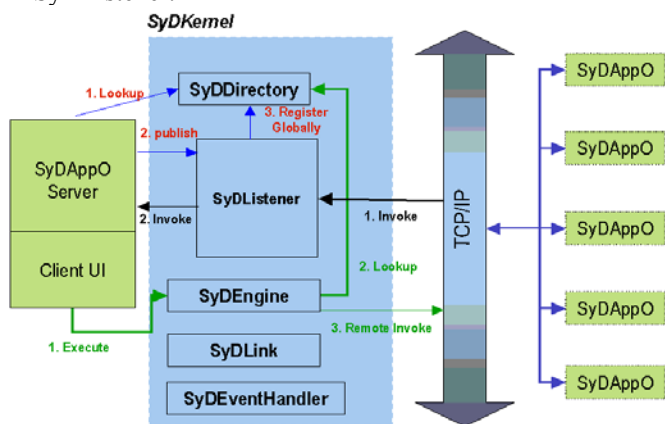 SyDKernel
1. Lookup
SyDDirectory
3. Register
Globally
2. publish
SyDAppO
Server
SyDListener
2. Invoke
1. Invoke
Client UI
2. Lookup
SyDEngine
3. Remote Invoke
1. Execute
SyDLink
SyDEventHandler
TCP/IP
SyDAppO
SyDAppO
SyDAppO
SyDAppO
SyDAppO